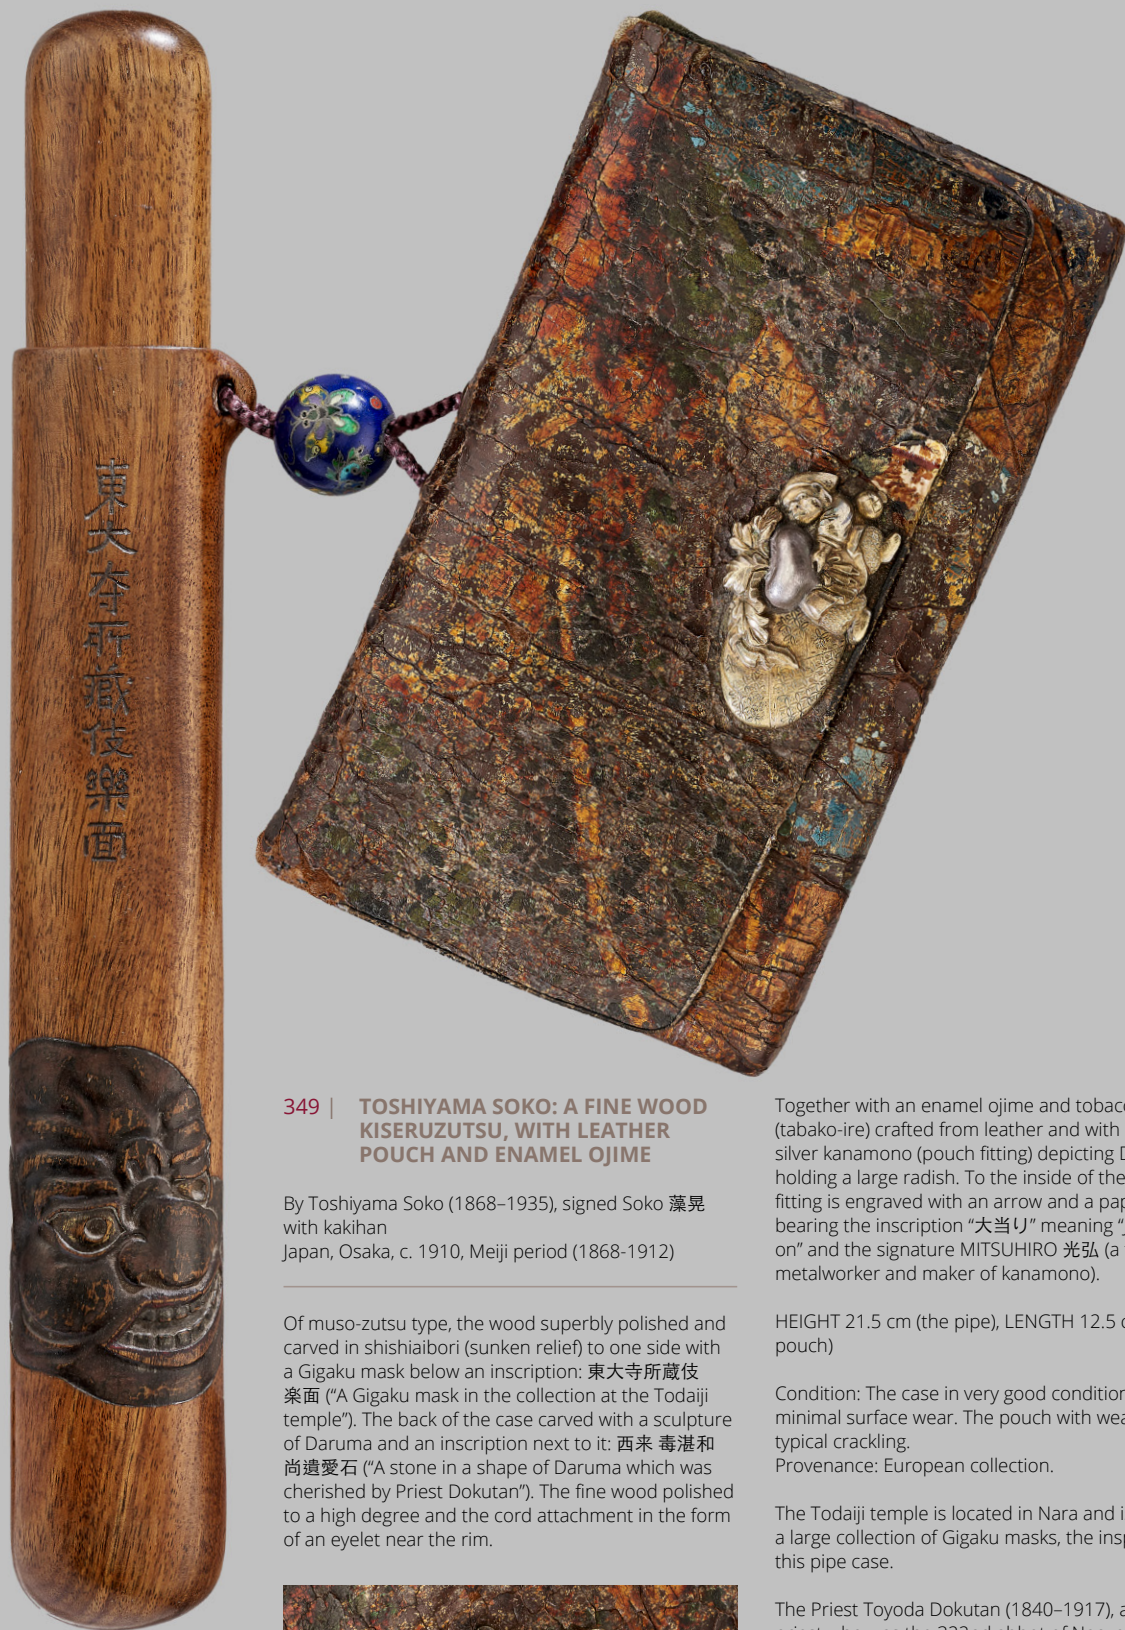 東大寺所蔵伎樂面
349 | TOSHIYAMA SOKO: A FINE WOOD
KISERUZUTSU, WITH LEATHER
POUCH AND ENAMEL OJIME
By Toshiyama Soko (1868–1935), signed Soko 藻晃
with kakihan
Japan, Osaka, c. 1910, Meiji period (1868-1912)
Of muso-zutsu type, the wood superbly polished and
carved in shishiaibori (sunken relief) to one side with
a Gigaku mask below an inscription: 東大寺所蔵伎
楽面 (“A Gigaku mask in the collection at the Todaiji
temple”). The back of the case carved with a sculpture
of Daruma and an inscription next to it: 西来 毒湛和
尚遺愛石 (“A stone in a shape of Daruma which was
cherished by Priest Dokutan”). The fine wood polished
to a high degree and the cord attachment in the form
of an eyelet near the rim.
Together with an enamel ojime and
(tabako-ire) crafted from leather and with
silver kanamono (pouch fitting) depicting
holding a large radish. To the inside of the
fitting is engraved with an arrow and a
bearing the inscription “大当り” meaning
on” and the signature MITSUHIRO 光弘 (a
metalworker and maker of kanamono).
HEIGHT 21.5 cm (the pipe), LENGTH 12.5
pouch)
Condition: The case in very good condition
minimal surface wear. The pouch with
typical crackling.
Provenance: European collection.
The Todaiji temple is located in Nara and
a large collection of Gigaku masks, the
this pipe case.
The Priest Toyoda Dokutan (1840–1917),